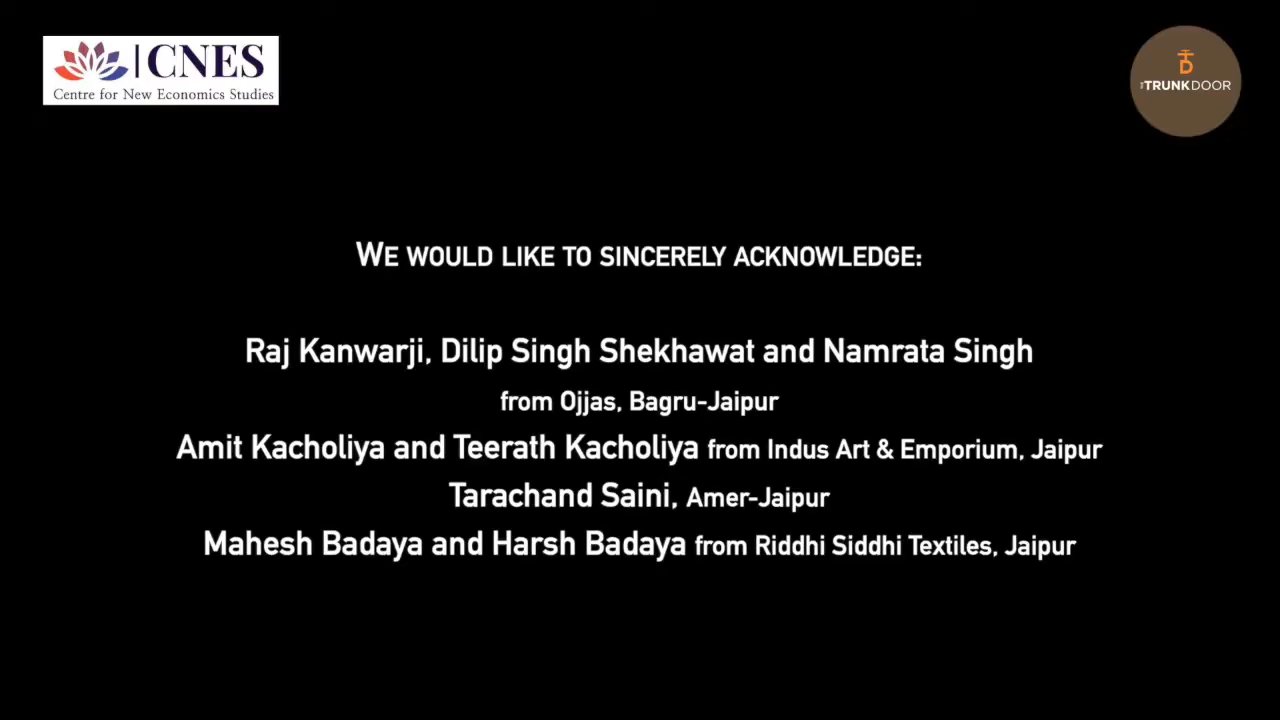 CNES
Centre for New Economics Studies
THE TRUNKDOOR
WE WOULD LIKE TO SINCERELY ACKNOWLEDGE:
Raj Kanwarji, Dilip Singh Shekhawat and Namrata Singh
from Ojjas, Bagru-Jaipur
Amit Kacholiya and Teerath Kacholiya from Indus Art & Emporium, Jaipur
Tarachand Saini, Amer-Jaipur
Mahesh Badaya and Harsh Badaya from Riddhi Siddhi Textiles, Jaipur